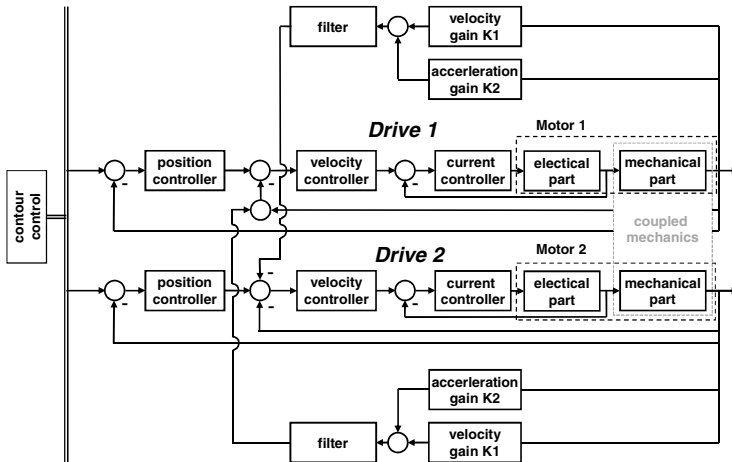 filter
velocity
gain K1
accerleration
gain K2
Drive 1
Motor 1
contour
control
position
controller
velocity
controller
current
controller
electical
part
mechanical
part
-
-
-
-
coupled
mechanics
Drive 2
Motor 2
position
controller
velocity
controller
current
controller
electical
part
mechanical
part
-
-
-
-
accerleration
gain K2
filter
velocity
gain K1